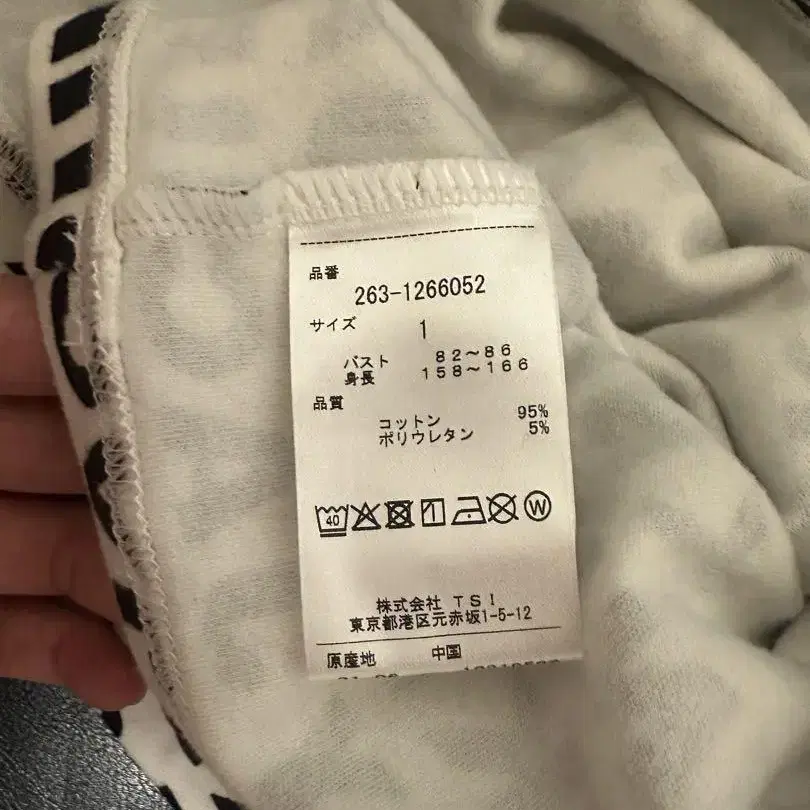 品番
263-1266052
サイズ 1
バスト 82～86
身長 158～166
品質
コットン 95%
ポリウレタン 5%
40 W
株式会社 TSI
東京都港区元赤坂1-5-12
原産地 中国